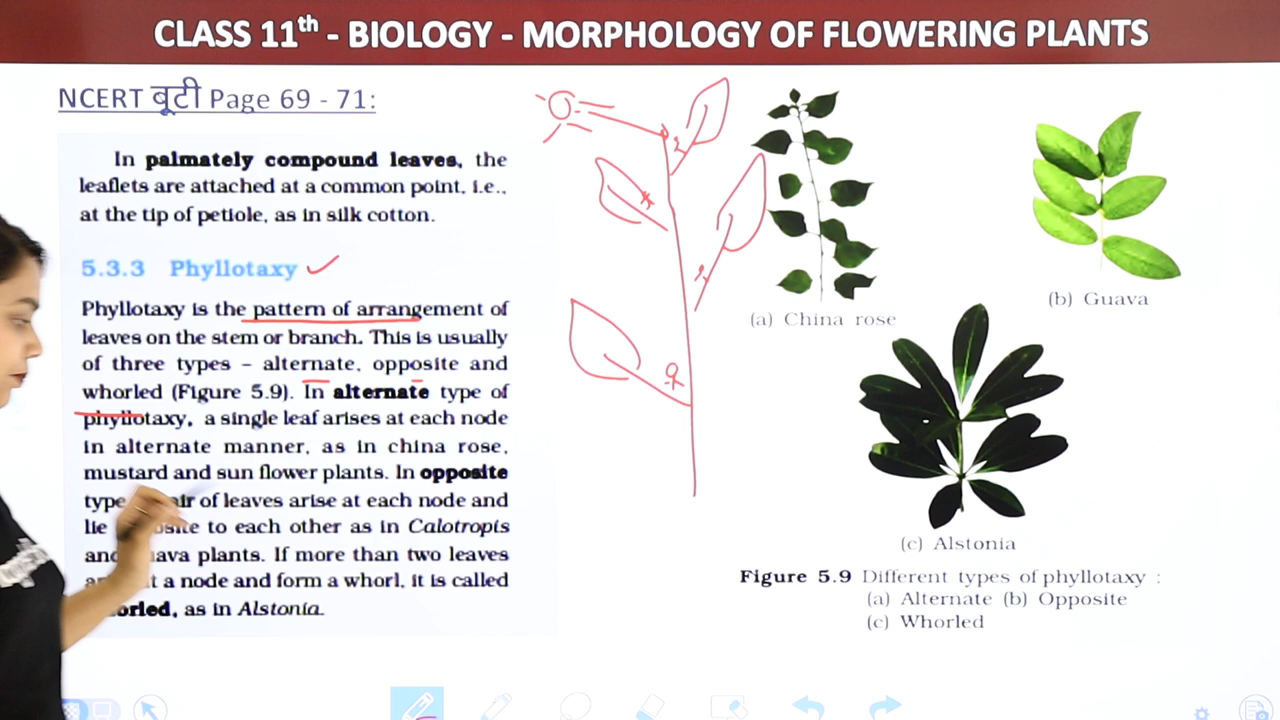 CLASS 11th - BIOLOGY - MORPHOLOGY OF FLOWERING PLANTS
NCERT बूटी Page 69 - 71:
In palmately compound leaves, the
leaflets are attached at a common point, i.e.,
at the tip of petiole, as in silk cotton.
5.3.3 Phyllotaxy
Phyllotaxy is the pattern of arrangement of
leaves on the stem or branch. This is usually
of three types – alternate, opposite and
whorled (Figure 5.9). In alternate type of
phyllotaxy, a single leaf arises at each node
in alternate manner, as in china rose,
mustard and sun flower plants. In opposite
type of leaves arise at each node and
lie to each other as in Calotropis
plants. If more than two leaves
at a node and form a whorl, it is called
as in Alstonia.
(a) China rose
(b) Guava
(c) Alstonia
Figure 5.9 Different types of phyllotaxy :
(a) Alternate (b) Opposite
(c) Whorled